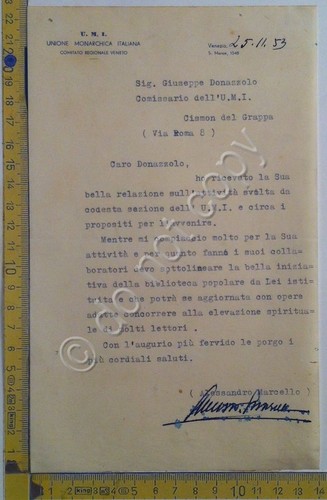 U. M. I.
UNIONE MONARCHICA ITALIANA
COMITATO REGIONALE VENETO
Venezia, 25.11.53
S. Marco, 1048
Sig. Giuseppe Donazzolo
Comissario dell'U.M.I.
Cismon del Grappa
( Via Roma 8 )
Caro Donazzolo,
ho ricevuto la Sua
bella relazione sull'attività svolta da
codesta sezione dell'U.M.I. e circa i
propositi per l'avvenire.
Mentre mi compiaccio molto per la Sua
attività e per quanto fanno i suoi colla-
boratori devo sottolineare la bella inizia-
tiva della biblioteca popolare da Lei isti-
tuita e che potrà se aggiornata con opere
adatte concorrere alla elevazione spiritua-
le di molti lettori .
Con l'augurio più fervido le porgo i
più cordiali saluti.
( Alessandro Marcello )
do not copy